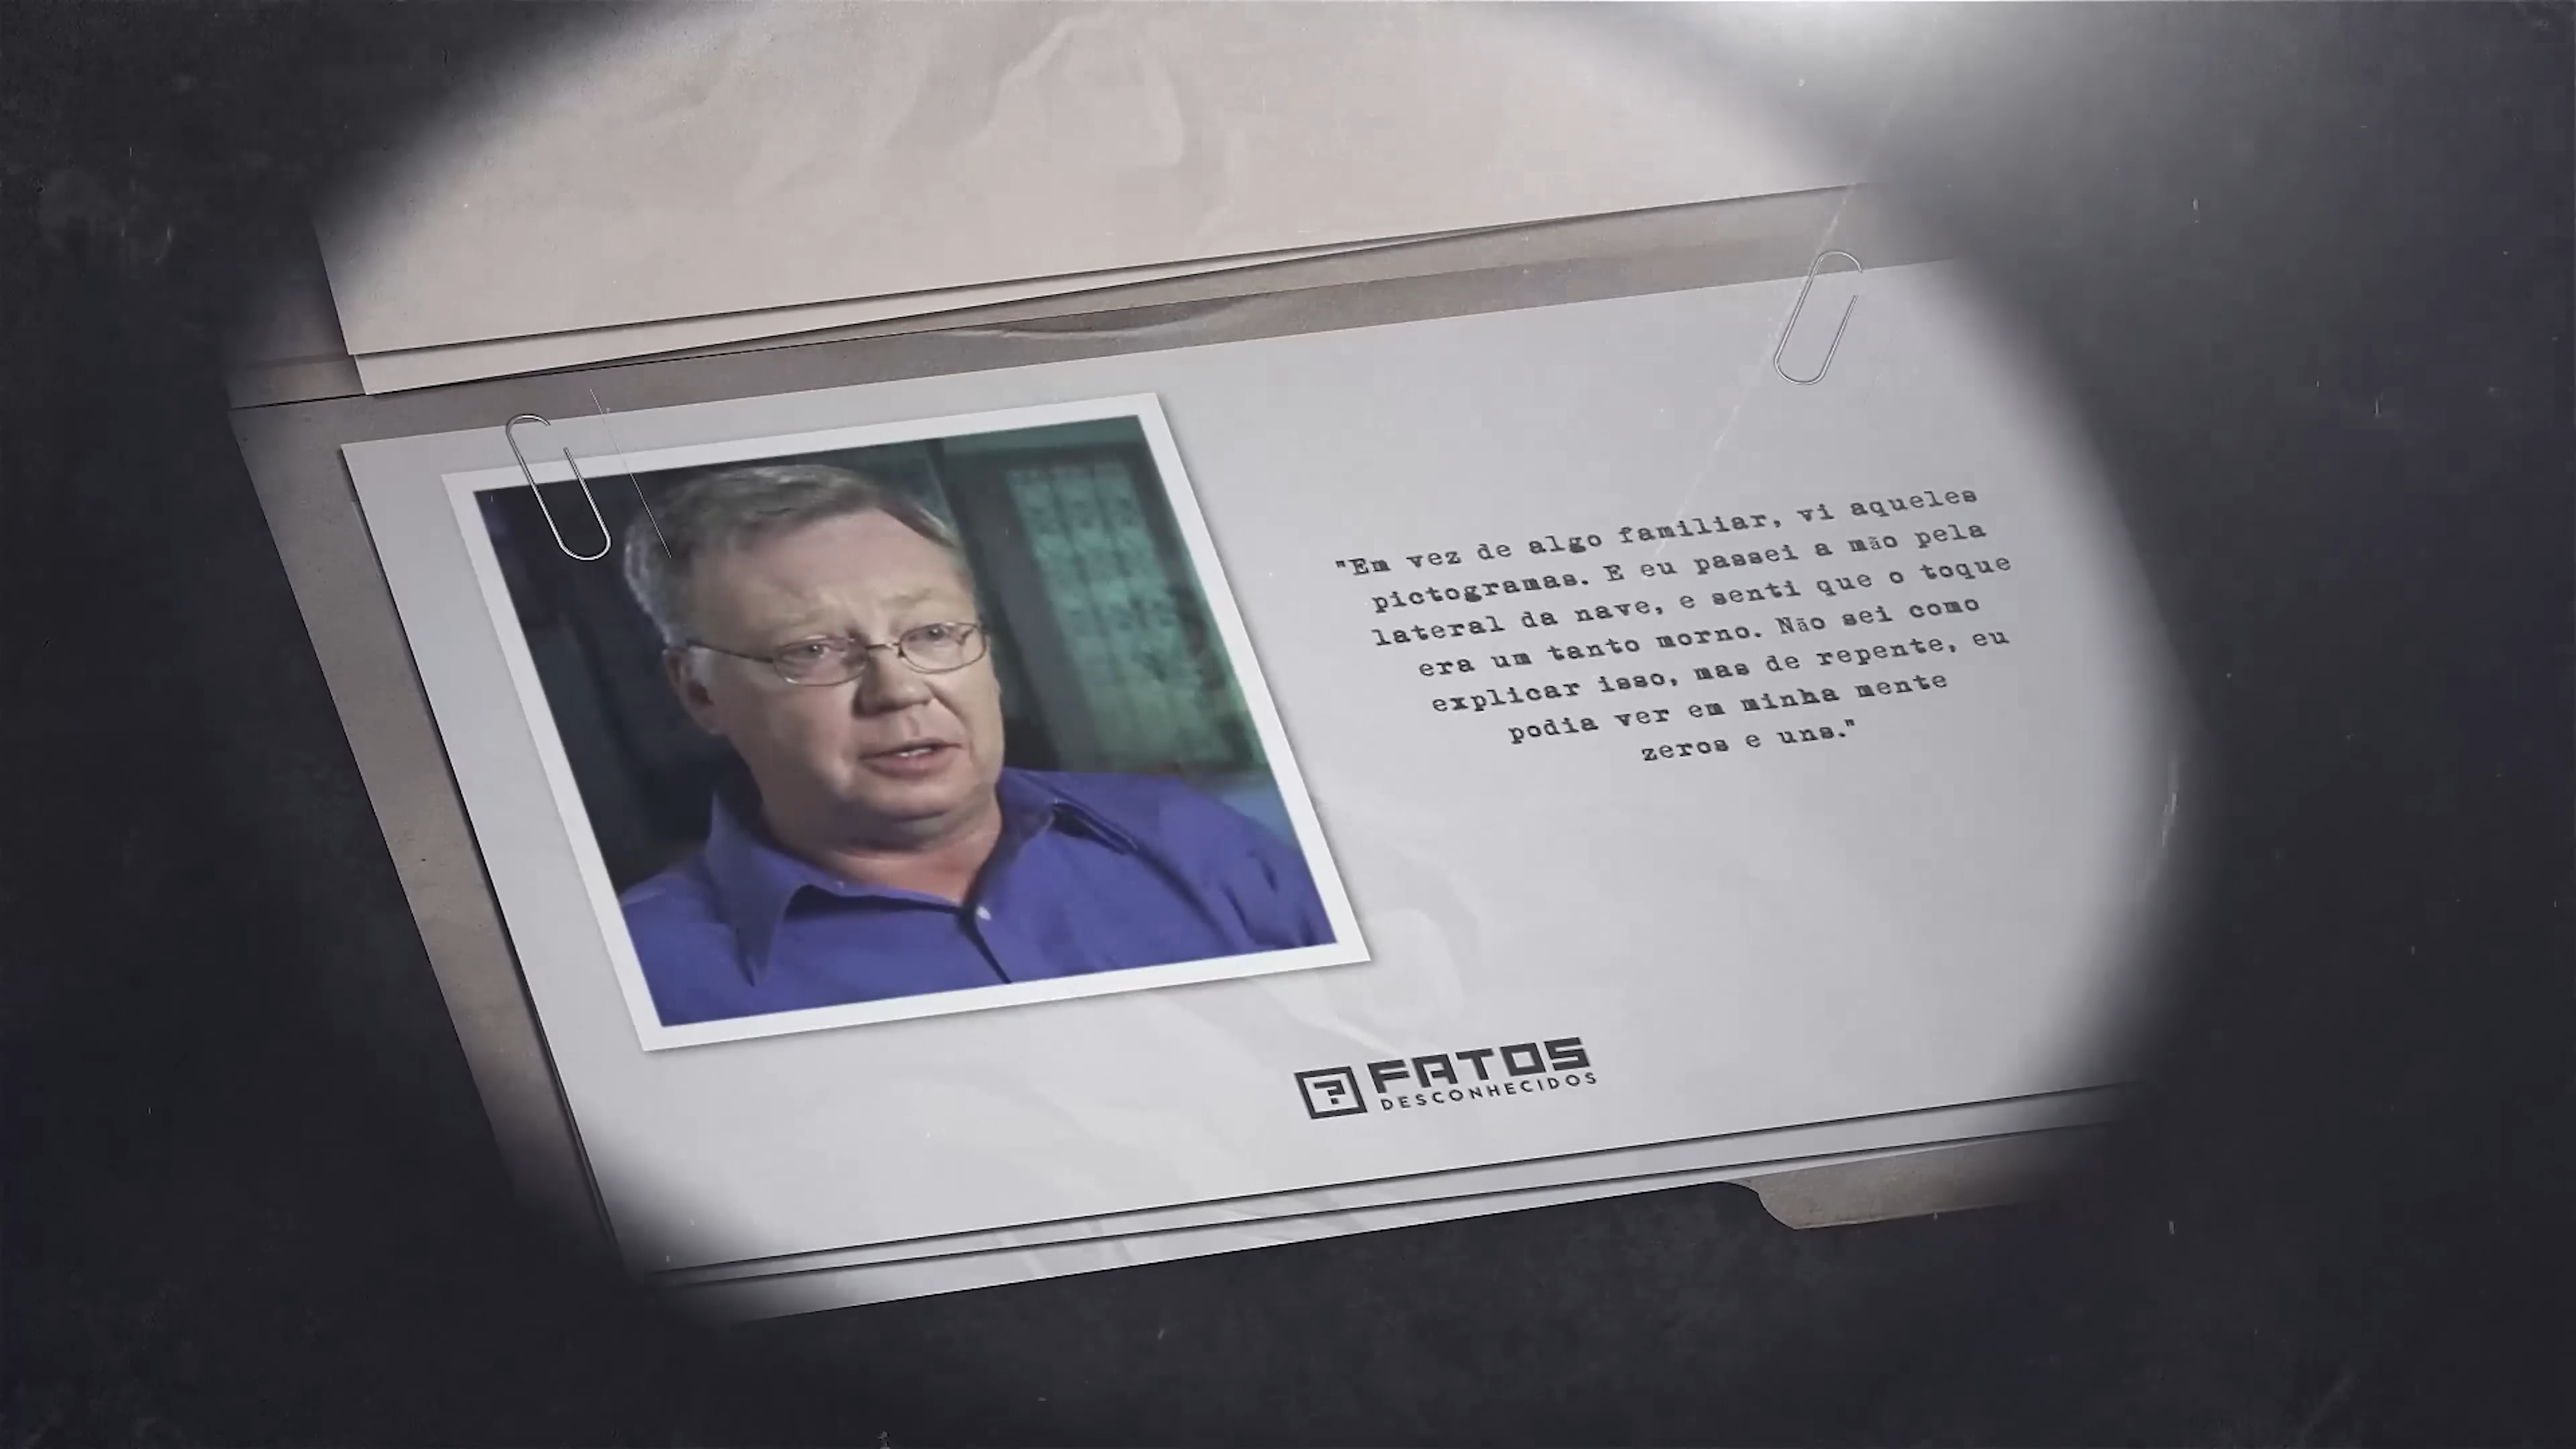 "Em vez de algo familiar, vi aqueles
pictogramas. E eu passei a mão pela
lateral da nave, e senti que o toque
era um tanto morno. Não sei como
explicar isso, mas de repente, eu
podia ver em minha mente
zeros e uns."
? FATOS
DESCONHECIDOS